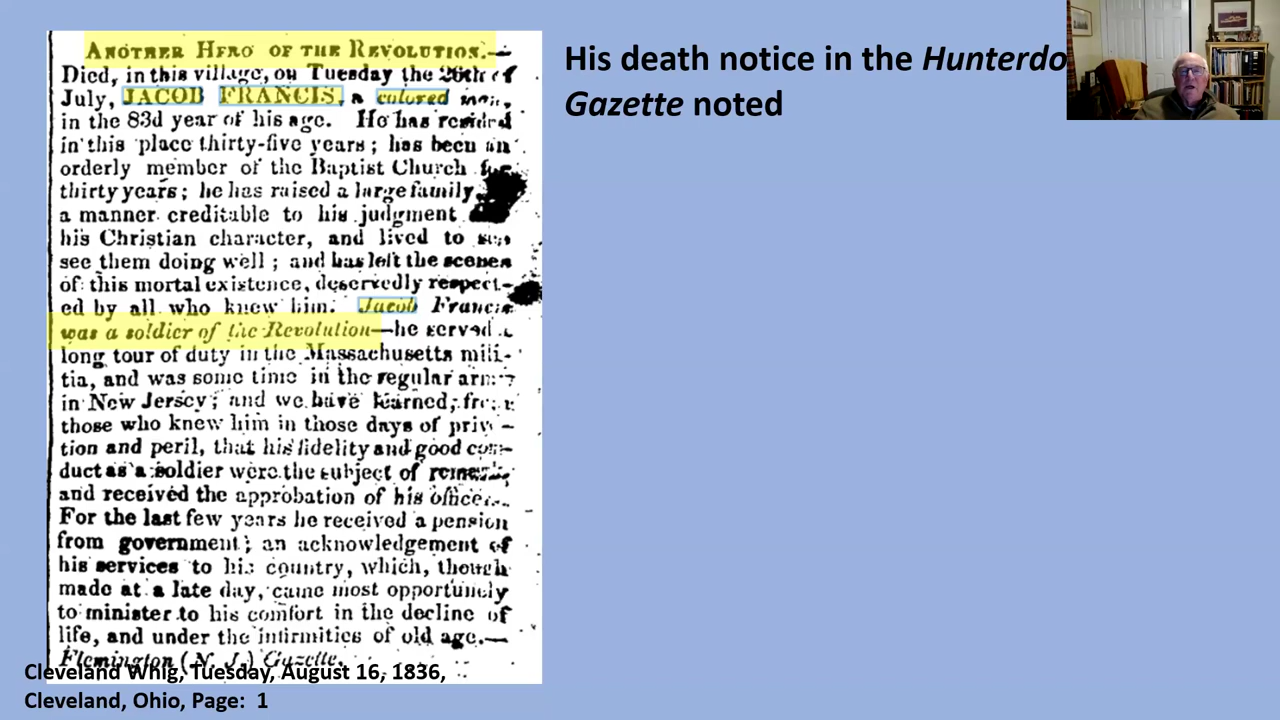 ANOTHER HERO OF THE REVOLUTION.—
Died, in this village, on Tuesday the 26th of
July, JACOB FRANCIS, a colored man,
in the 83d year of his age. He has resided
in this place thirty-five years; has been an
orderly member of the Baptist Church for
thirty years; he has raised a large family
a manner creditable to his judgment
his Christian character, and lived to
see them doing well; and has left the scenes
of this mortal existence, deservedly respect-
ed by all who knew him. Jacob Francis
was a soldier of the Revolution—he served
long tour of duty in the Massachusetts mili-
tia, and was some time in the regular army
in New Jersey; and we have learned, from
those who knew him in those days of priva-
tion and peril, that his fidelity and good con-
duct as a soldier were the subject of
and received the approbation of his
For the last few years he received a pension
from government; an acknowledgement of
his services to his country, which, though
made at a late day, came most opportunely
to minister to his comfort in the decline of
life, and under the infirmities of old age.—
Flemington (N. J.) Gazette.
Cleveland Whig, Tuesday, August 16, 1836,
Cleveland, Ohio, Page: 1
His death notice in the Hunterdo
Gazette noted